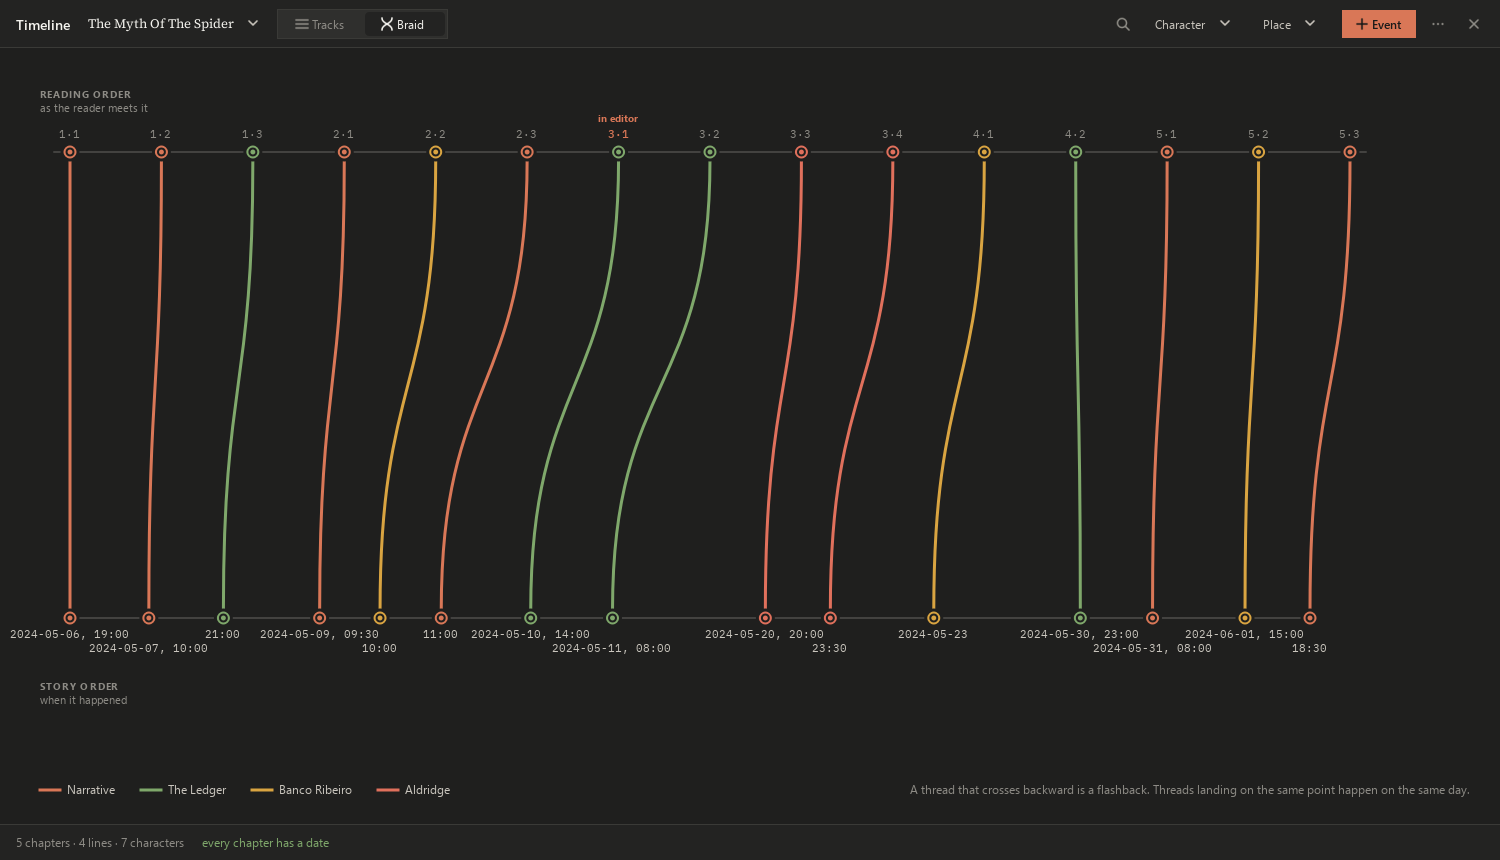 Timeline The Myth Of The Spider Tracks Braid Character Place Event
READING ORDER
as the reader meets it
in editor
1·1 1·2 1·3 2·1 2·2 2·3 3·1 3·2 3·3 3·4 4·1 4·2 5·1 5·2 5·3
2024-05-06, 19:00 21:00 2024-05-09, 09:30 11:00 2024-05-10, 14:00 2024-05-20, 20:00 2024-05-23 2024-05-30, 23:00 2024-06-01, 15:00
2024-05-07, 10:00 10:00 2024-05-11, 08:00 23:30 2024-05-31, 08:00 18:30
STORY ORDER
when it happened
Narrative The Ledger Banco Ribeiro Aldridge A thread that crosses backward is a flashback. Threads landing on the same point happen on the same day.
5 chapters · 4 lines · 7 characters every chapter has a date